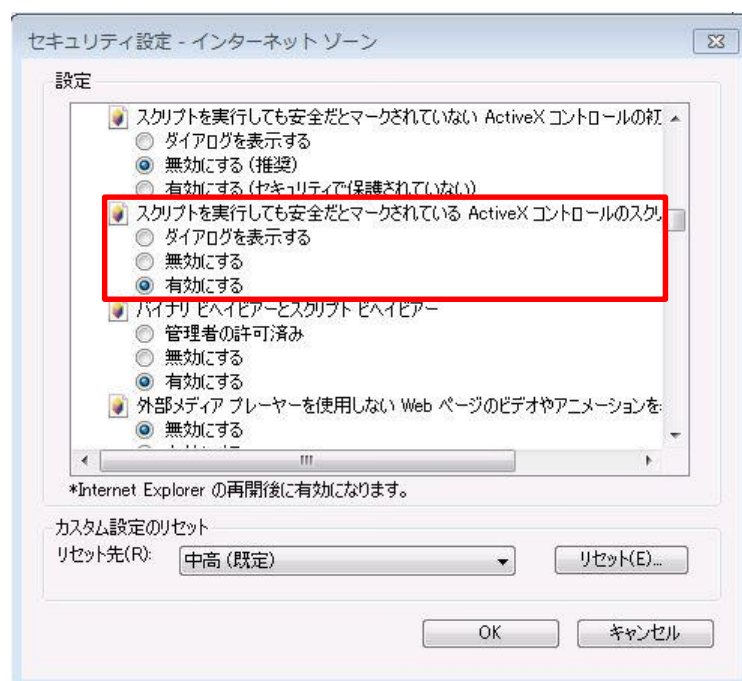 セキュリティ設定 - インターネット ゾーン
設定
スクリプトを実行しても安全だとマークされていない ActiveX コントロールの初
ダイアログを表示する
無効にする (推奨)
有効にする (セキュリティで保護されていない)
スクリプトを実行しても安全だとマークされている ActiveX コントロールのスクリ
ダイアログを表示する
無効にする
有効にする
バイナリ ビヘイビアーとスクリプト ビヘイビアー
管理者の許可済み
無効にする
有効にする
外部メディア プレーヤーを使用しない Web ページのビデオやアニメーションを
無効にする
*Internet Explorer の再開後に有効になります。
カスタム設定のリセット
リセット先(R):
中高 (既定)
リセット(E)...
OK
キャンセル